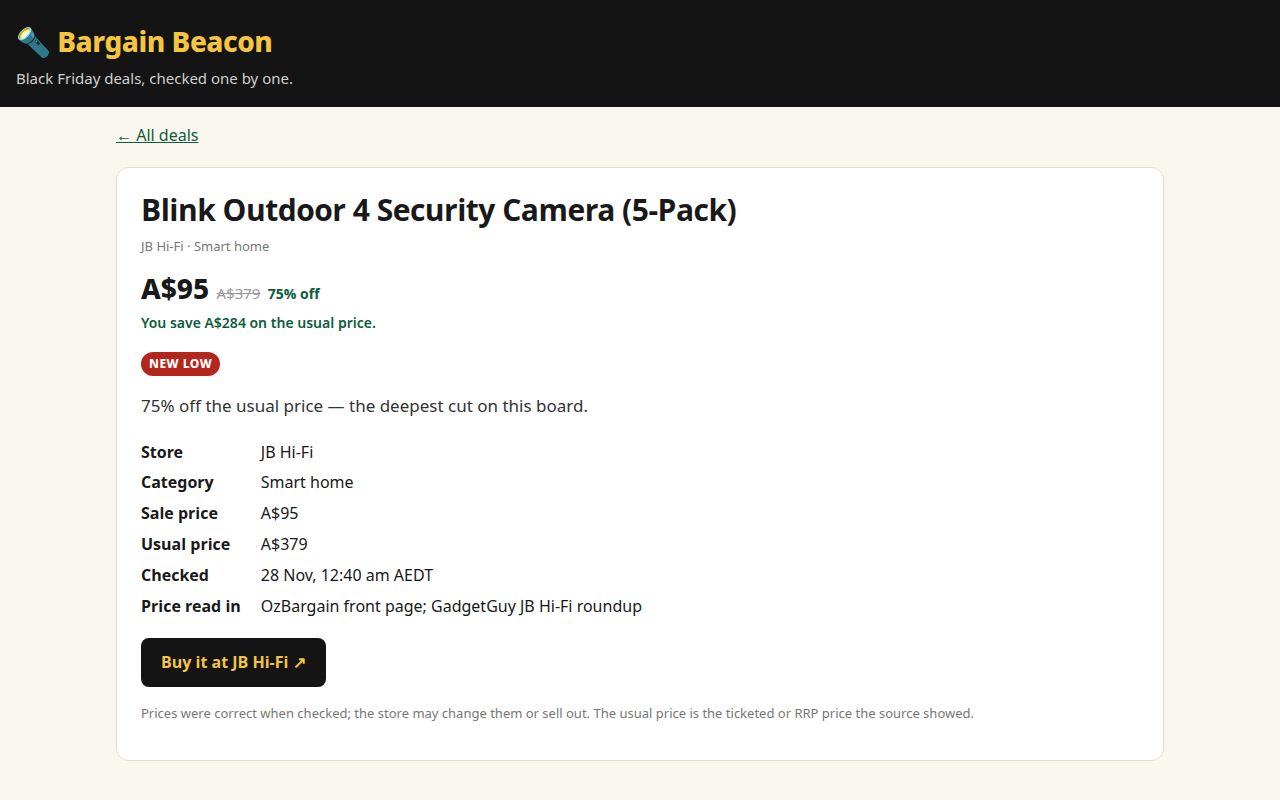 Bargain Beacon
Black Friday deals, checked one by one.
← All deals
Blink Outdoor 4 Security Camera (5-Pack)
JB Hi-Fi · Smart home
A$95 A$379 75% off
You save A$284 on the usual price.
NEW LOW
75% off the usual price — the deepest cut on this board.
Store JB Hi-Fi
Category Smart home
Sale price A$95
Usual price A$379
Checked 28 Nov, 12:40 am AEDT
Price read in OzBargain front page; GadgetGuy JB Hi-Fi roundup
Buy it at JB Hi-Fi ↗
Prices were correct when checked; the store may change them or sell out. The usual price is the ticketed or RRP price the source showed.